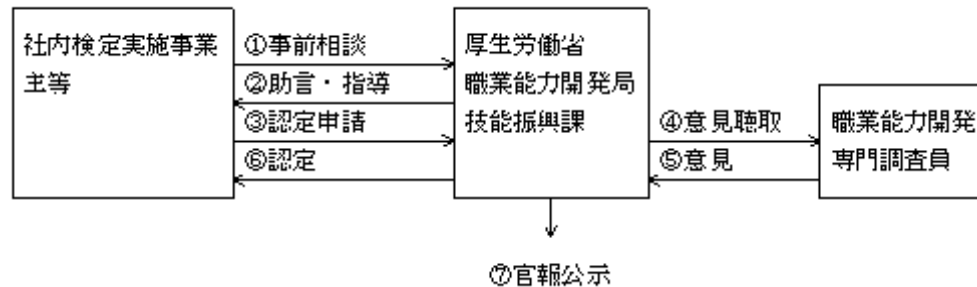 社内検定実施事業
主等
①事前相談
②助言・指導
③認定申請
⑥認定
厚生労働省
職業能力開発局
技能振興課
④意見聴取
⑤意見
職業能力開発
専門調査員
⑦官報公示